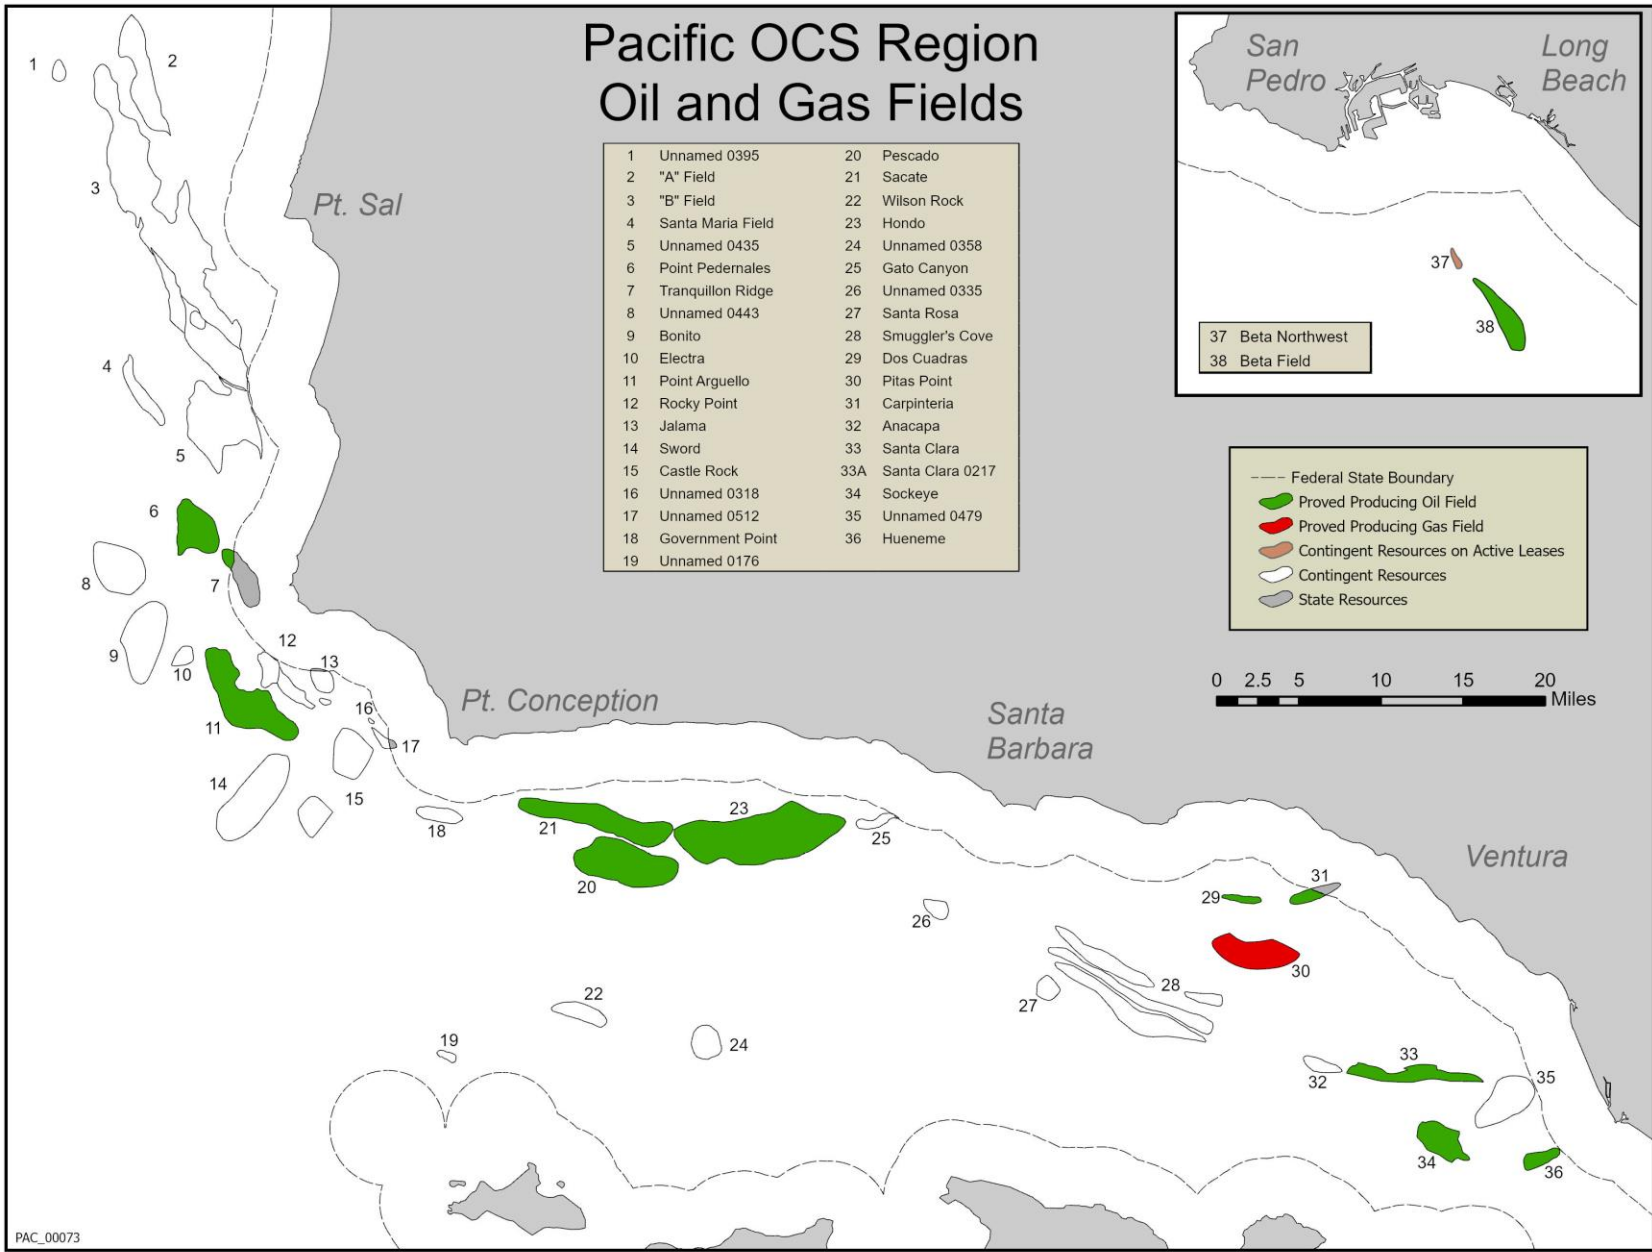 Pacific OCS Region
Oil and Gas Fields
1 Unnamed 0395 20 Pescado
2 "A" Field 21 Sacate
3 "B" Field 22 Wilson Rock
4 Santa Maria Field 23 Hondo
5 Unnamed 0435 24 Unnamed 0358
6 Point Pedernales 25 Gato Canyon
7 Tranquillon Ridge 26 Unnamed 0335
8 Unnamed 0443 27 Santa Rosa
9 Bonito 28 Smuggler's Cove
10 Electra 29 Dos Cuadras
11 Point Arguello 30 Pitas Point
12 Rocky Point 31 Carpinteria
13 Jalama 32 Anacapa
14 Sword 33 Santa Clara
15 Castle Rock 33A Santa Clara 0217
16 Unnamed 0318 34 Sockeye
17 Unnamed 0512 35 Unnamed 0479
18 Government Point 36 Hueneme
19 Unnamed 0176
San
Pedro
Long
Beach
37
38
37 Beta Northwest
38 Beta Field
Federal State Boundary
Proved Producing Oil Field
Proved Producing Gas Field
Contingent Resources on Active Leases
Contingent Resources
State Resources
0 2.5 5 10 15 20
Miles
1
2
3
Pt. Sal
4
5
6
7
8
9
10
11
12
13
14
15
16
17
18
Pt. Conception
Santa
Barbara
Ventura
21
23
20
25
26
29
31
30
28
27
22
19
24
33
32
35
34
36
PAC_00073